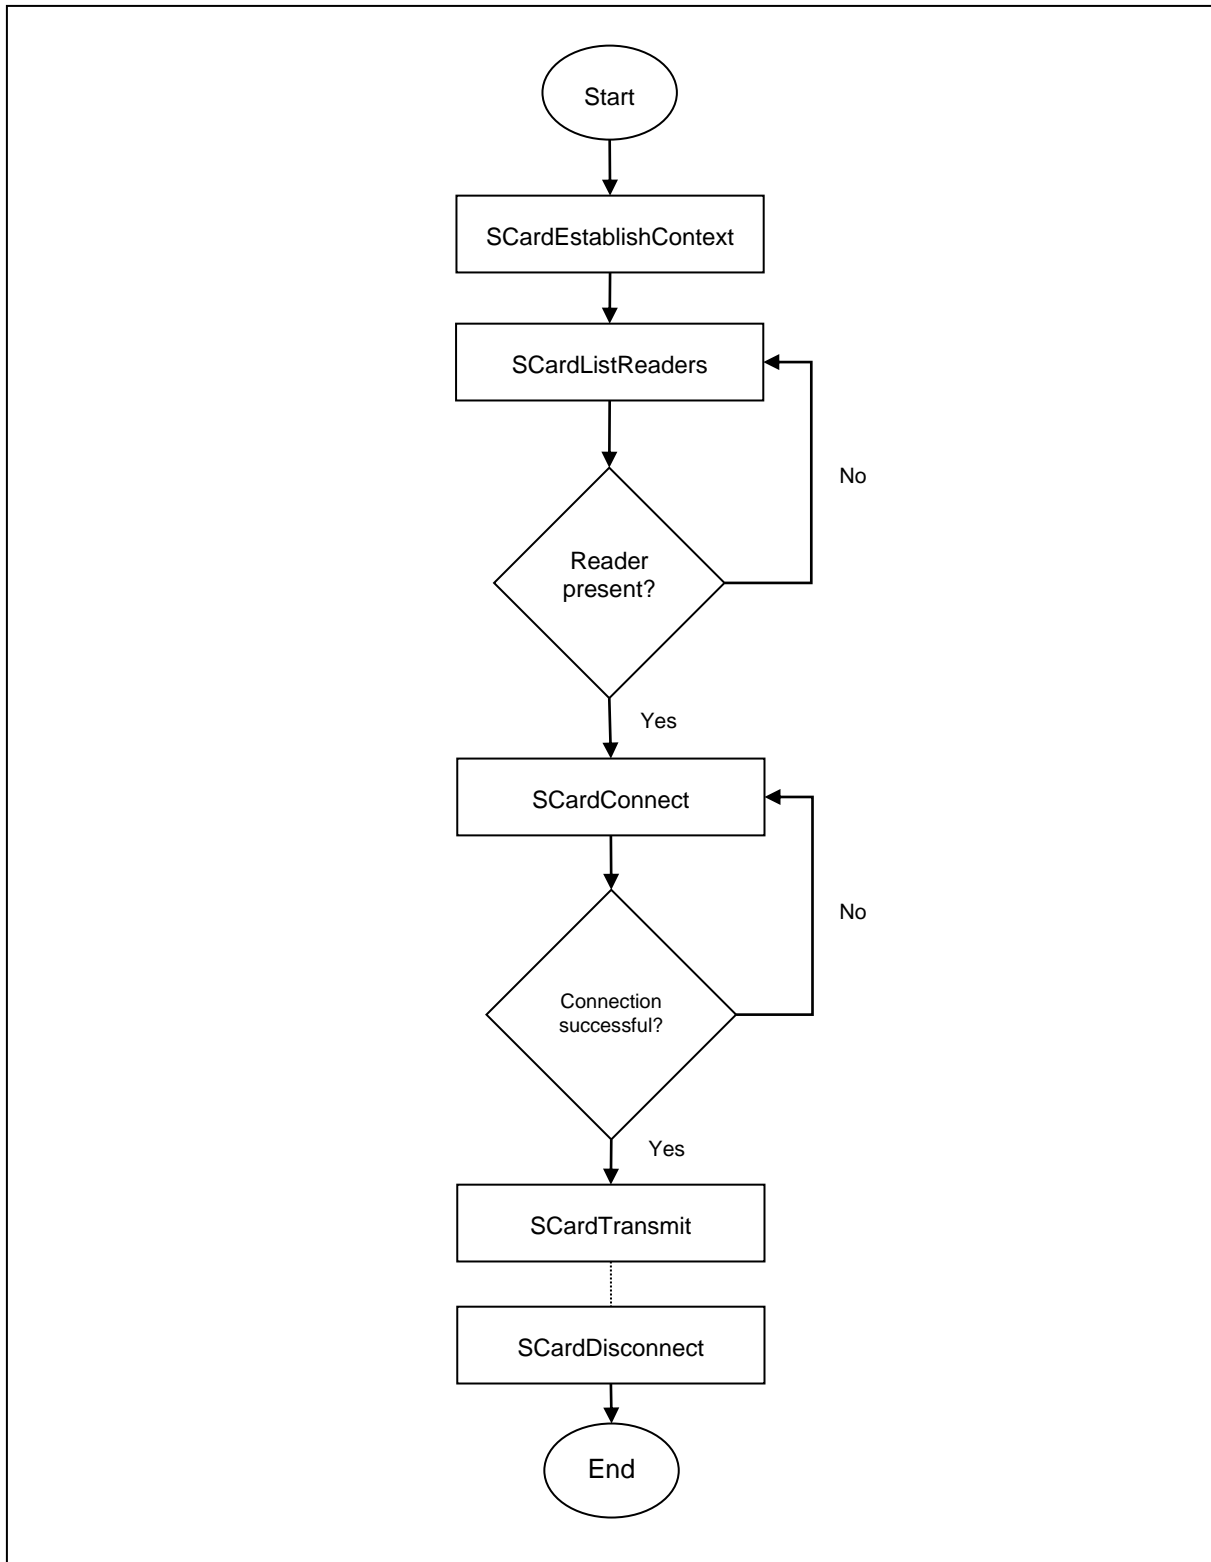 Start
SCardEstablishContext
SCardListReaders
No
Reader
present?
Yes
SCardConnect
No
Connection
successful?
Yes
SCardTransmit
SCardDisconnect
End